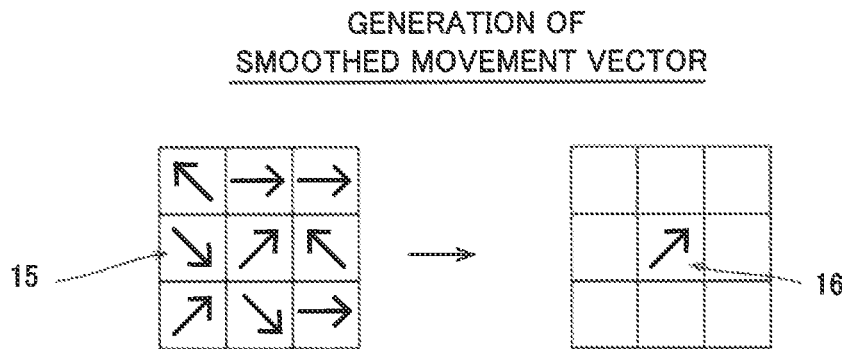 GENERATION OF
SMOOTHED MOVEMENT VECTOR
15
16